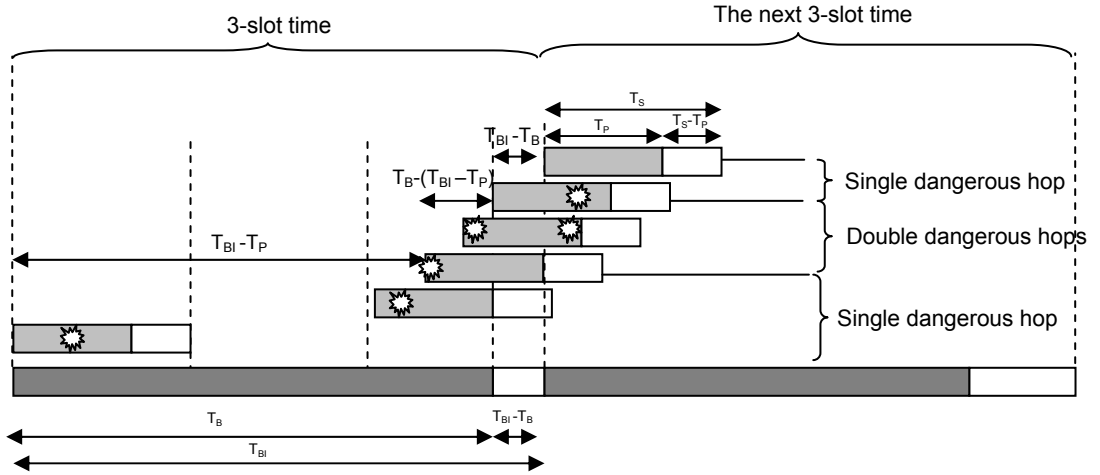 3-slot time
The next 3-slot time
T_S
T_P
T_S-T_P
T_BI-T_B
Single dangerous hop
T_B-(T_BI–T_P)
Double dangerous hops
T_BI-T_P
Single dangerous hop
T_B
T_BI-T_B
T_BI